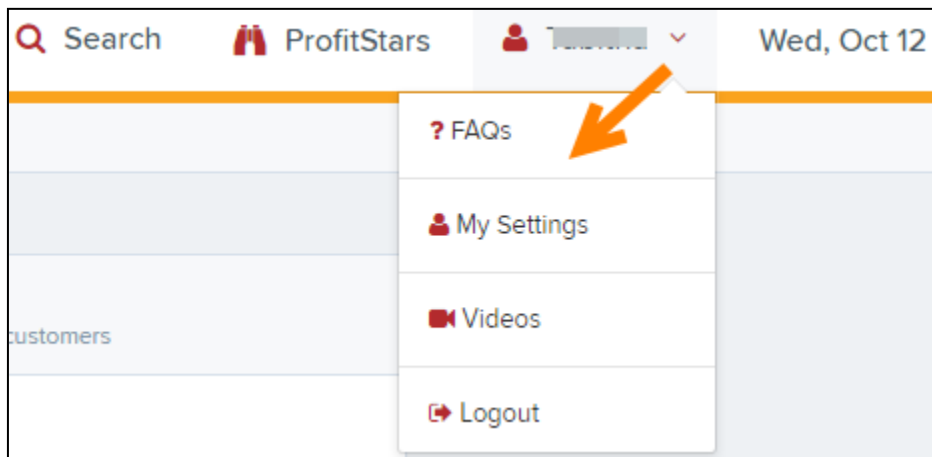 Search ProfitStars Wed, Oct 12
? FAQs
My Settings
customers
Videos
Logout